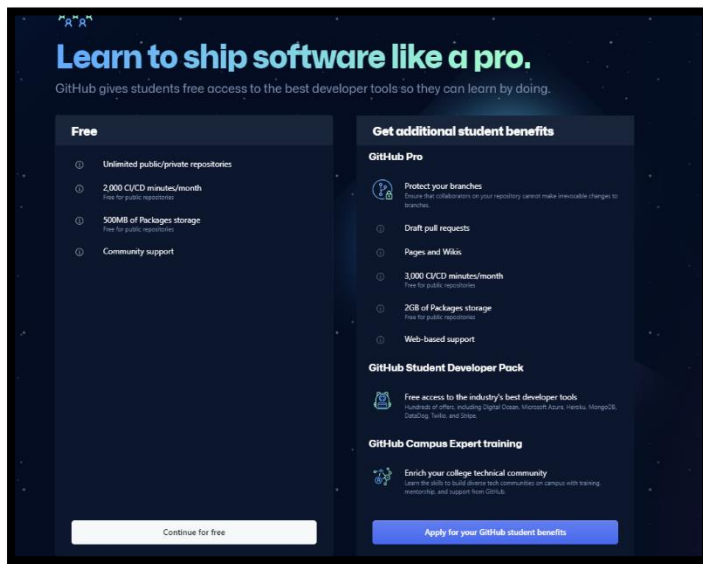 Learn to ship software like a pro.
GitHub gives students free access to the best developer tools so they can learn by doing.
Free
Unlimited public/private repositories
2,000 CI/CD minutes/month
Free for public repositories
500MB of Packages storage
Free for public repositories
Community support
Continue for free
Get additional student benefits
GitHub Pro
Protect your branches
Ensure that collaborators on your repository cannot make irrevocable changes to
branches.
Draft pull requests
Pages and Wikis
3,000 CI/CD minutes/month
Free for public repositories
2GB of Packages storage
Free for public repositories
Web-based support
GitHub Student Developer Pack
Free access to the industry's best developer tools
Hundreds of offers, including Digital Ocean, Microsoft Azure, Heroku, MongoDB,
DataDog, Twilio, and Stripe.
GitHub Campus Expert training
Enrich your college technical community
Learn the skills to build diverse tech communities on campus with training,
mentorship, and support from GitHub.
Apply for your GitHub student benefits